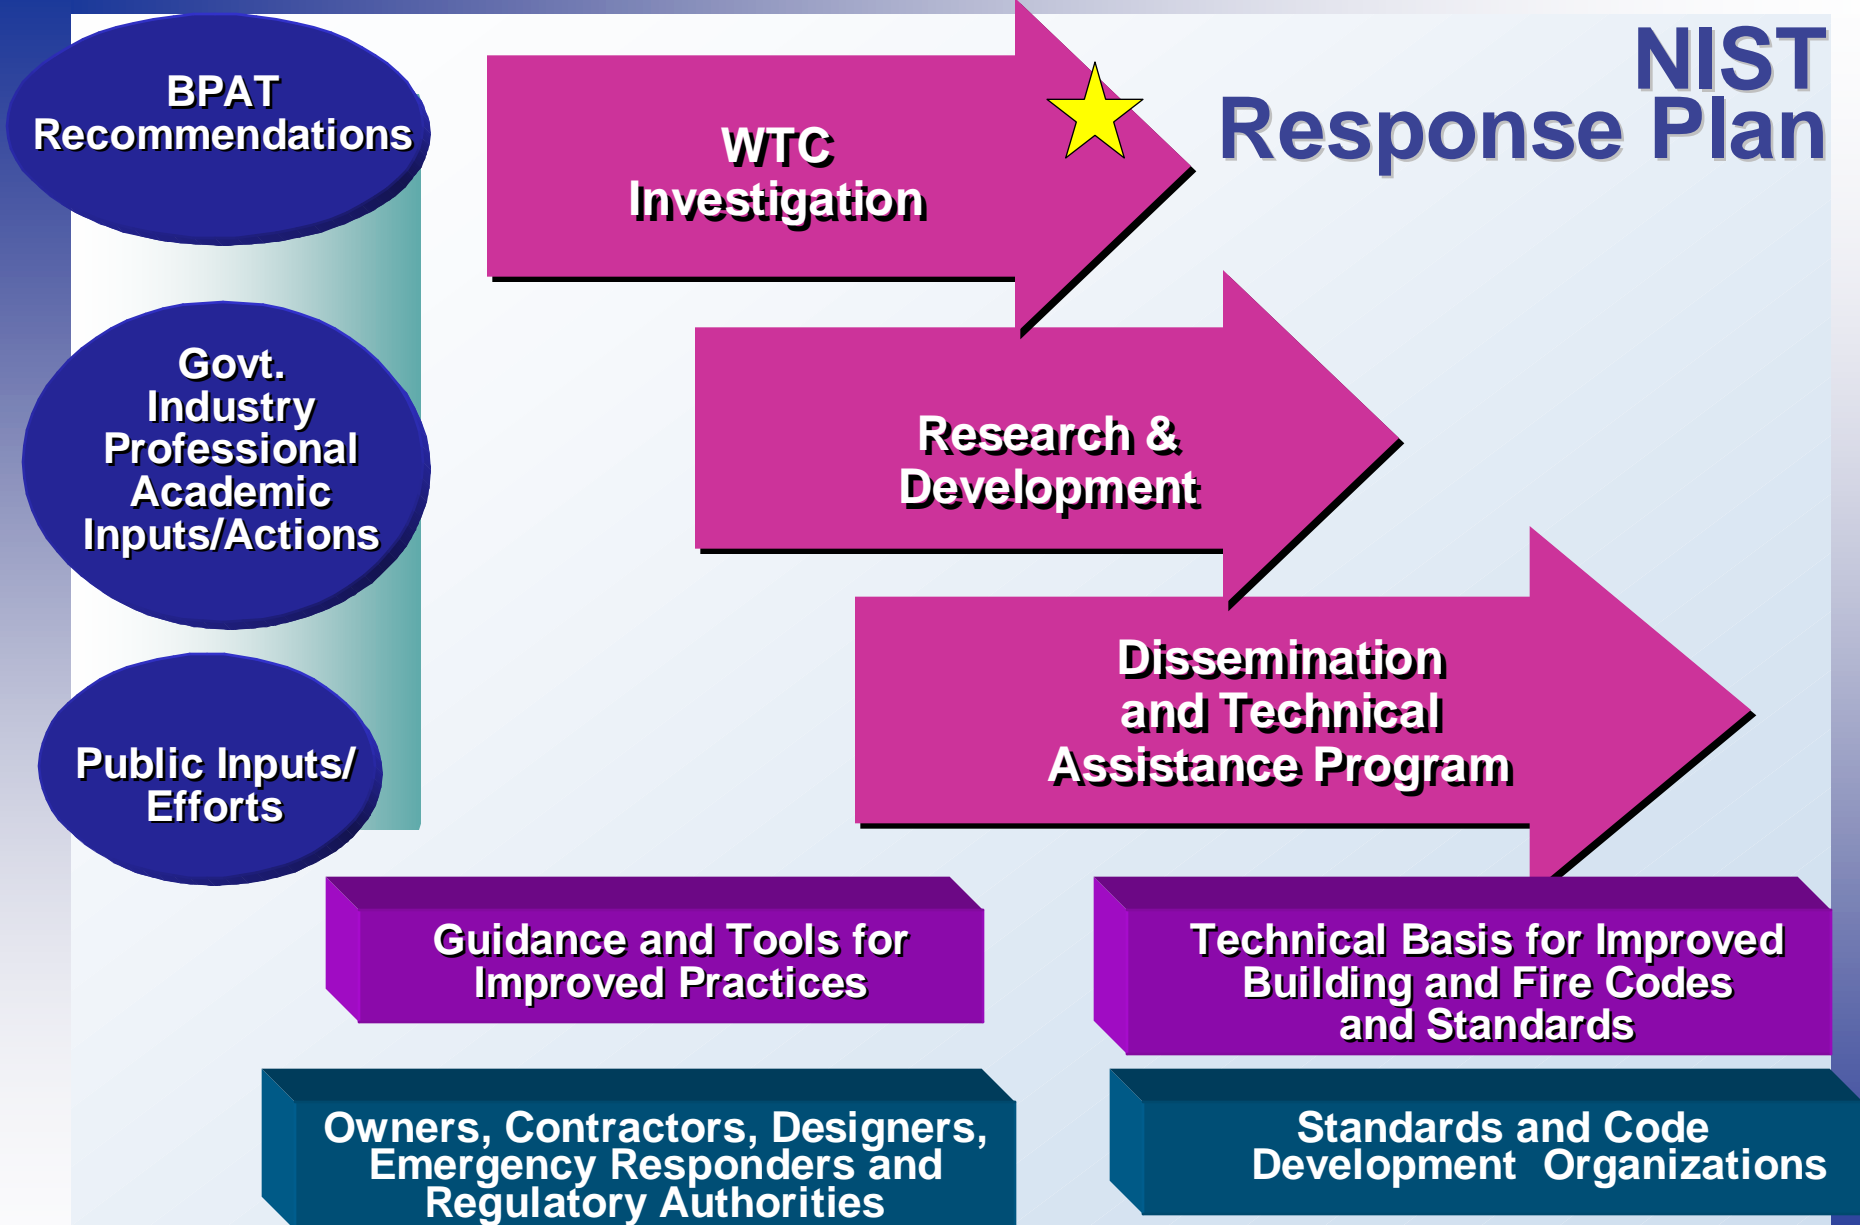 NIST
Response Plan
BPAT
Recommendations
Govt.
Industry
Professional
Academic
Inputs/Actions
Public Inputs/
Efforts
WTC
Investigation
Research &
Development
Dissemination
and Technical
Assistance Program
Guidance and Tools for
Improved Practices
Technical Basis for Improved
Building and Fire Codes
and Standards
Owners, Contractors, Designers,
Emergency Responders and
Regulatory Authorities
Standards and Code
Development  Organizations